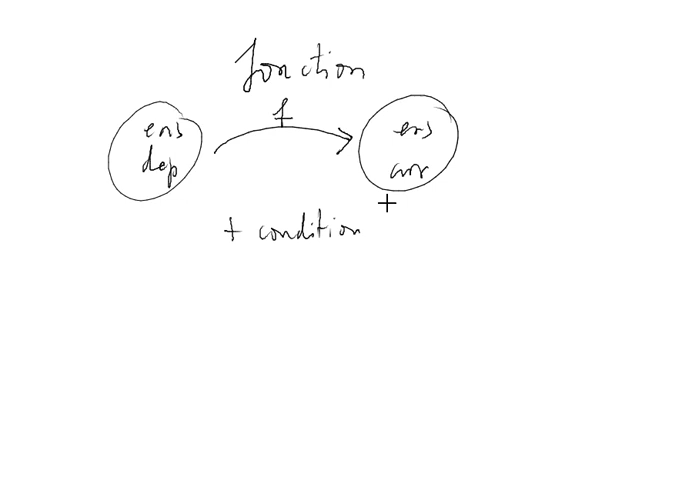 fonction
f
ens
dep
ens
arr
+ condition